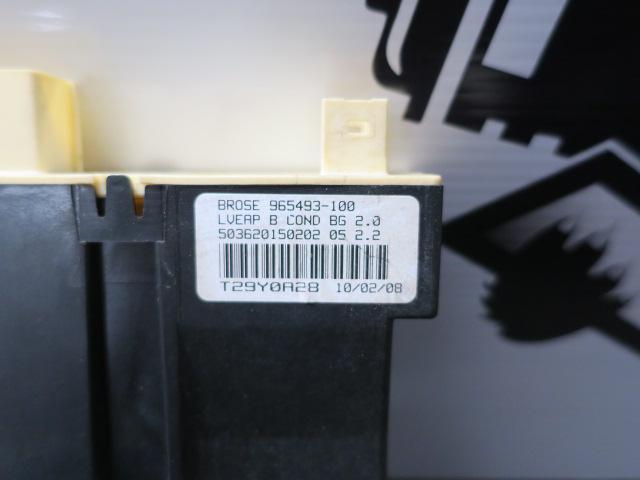 BROSE 965493-100
LVEAP B COND BG 2.0
503620150202 05 2.2
T29Y0A28 10/02/08